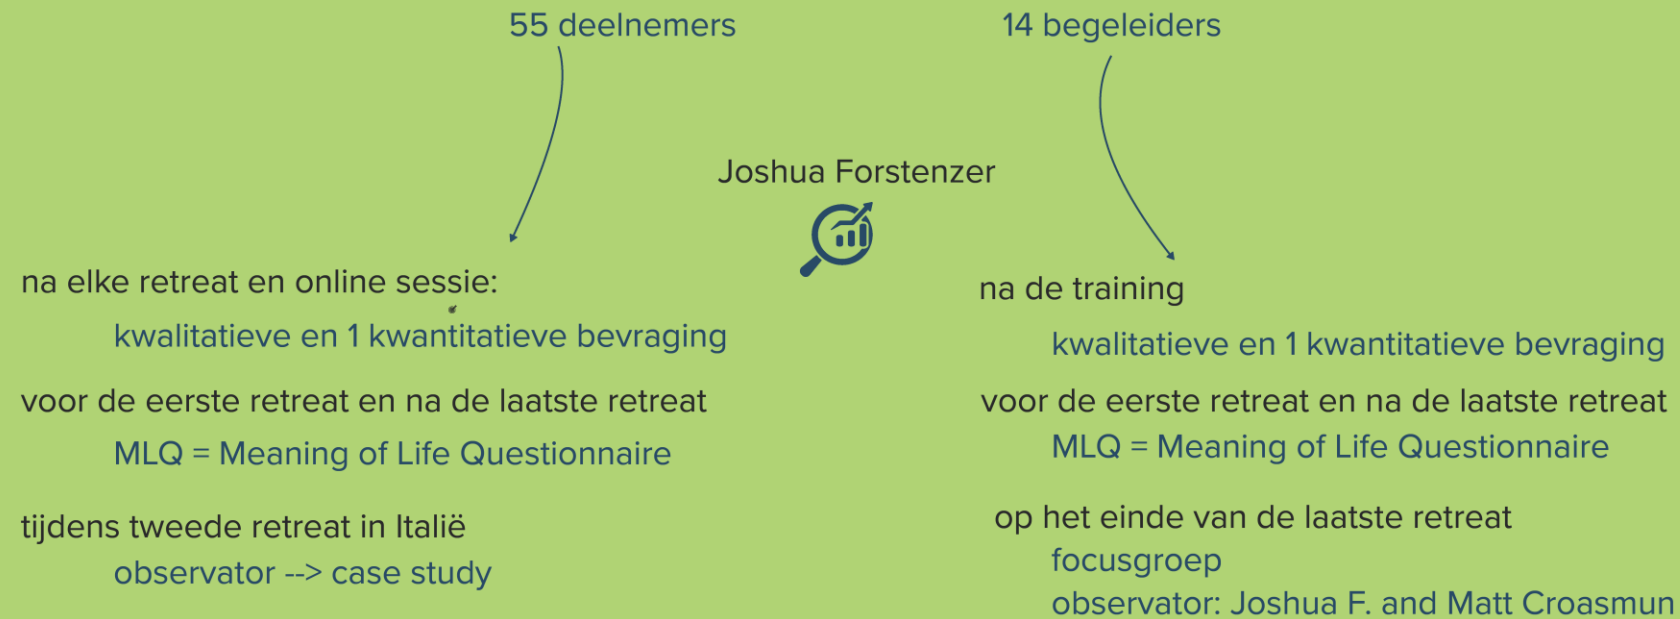 55 deelnemers
14 begeleiders
Joshua Forstenzer
na elke retreat en online sessie:
kwalitatieve en 1 kwantitatieve bevraging
voor de eerste retreat en na de laatste retreat
MLQ = Meaning of Life Questionnaire
tijdens tweede retreat in Italië
observator --> case study
na de training
kwalitatieve en 1 kwantitatieve bevraging
voor de eerste retreat en na de laatste retreat
MLQ = Meaning of Life Questionnaire
op het einde van de laatste retreat
focusgroep
observator: Joshua F. and Matt Croasmun